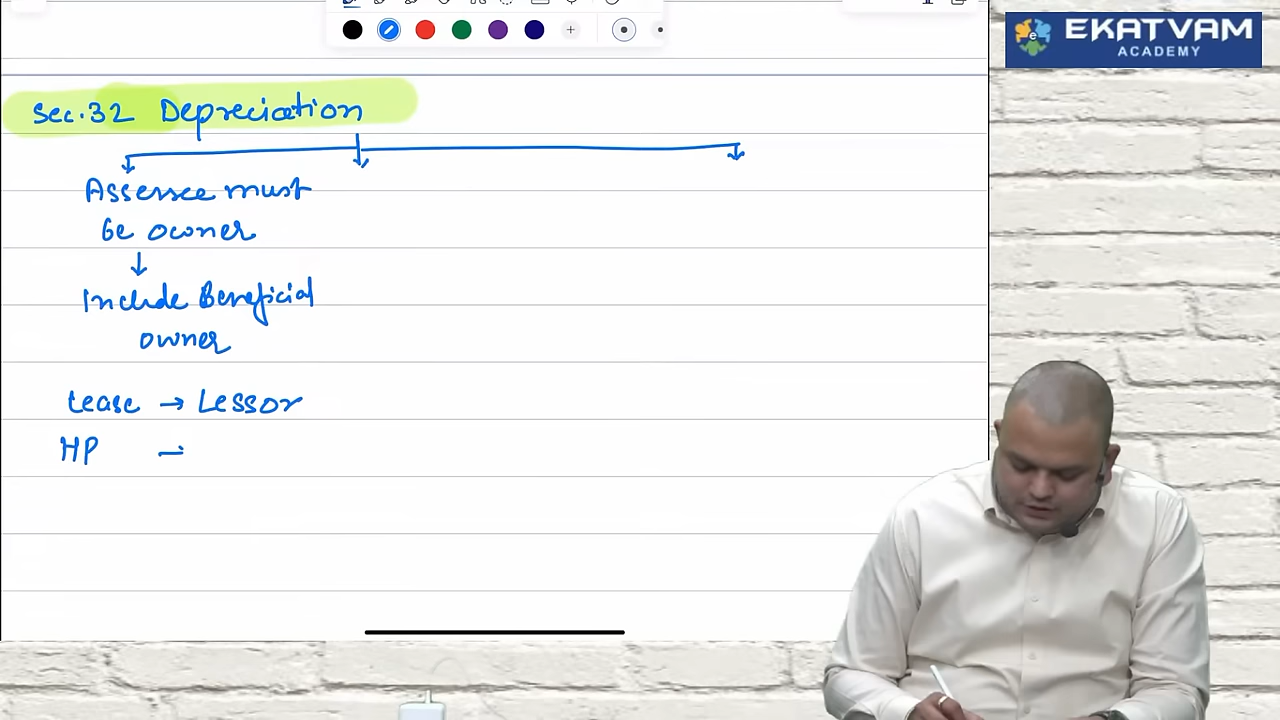 EKATVAM
ACADEMY
Sec.32 Depreciation
Assessee must
be owner
↓
Include Beneficial
owner
Lease → Lessor
HP →